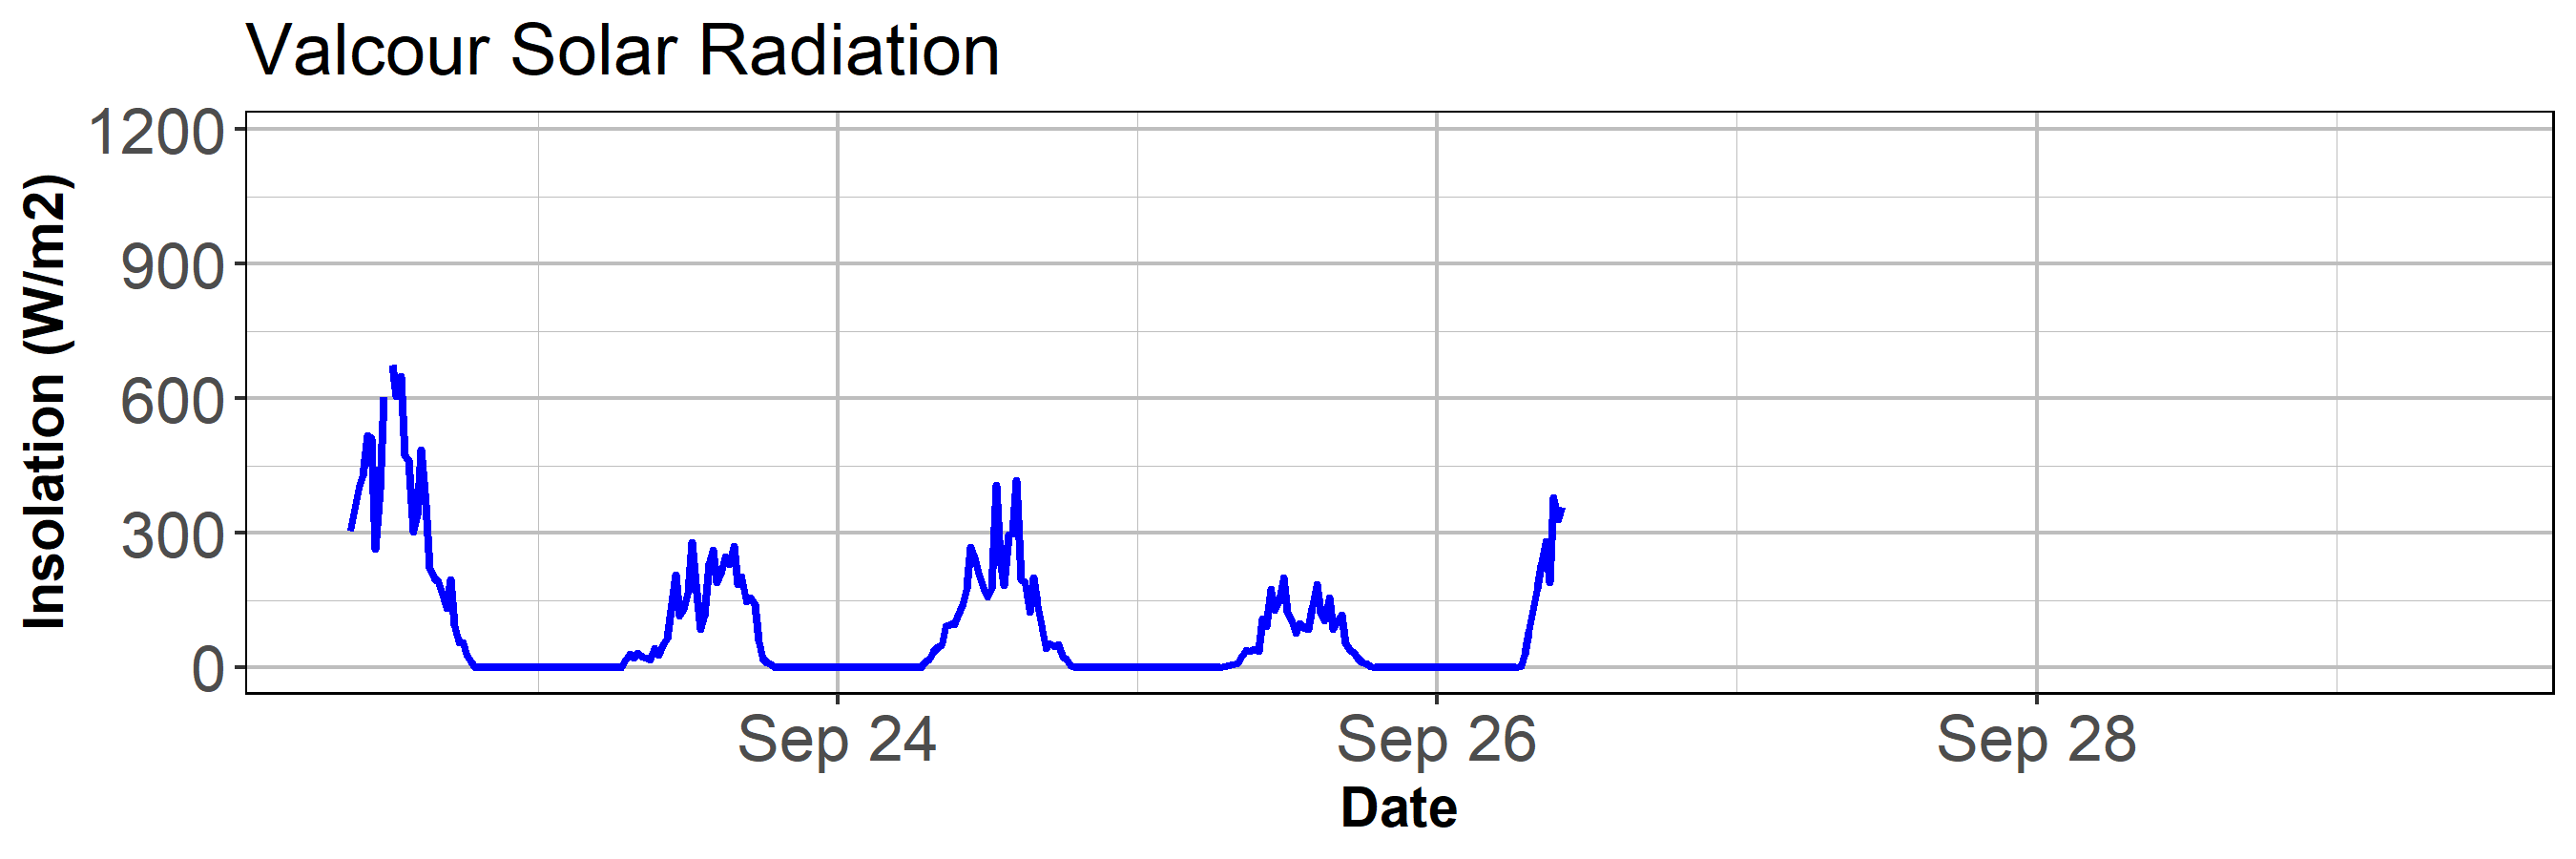 Valcour Solar Radiation
1200
900
600
300
0
Insolation (W/m2)
Sep 24 Sep 26 Sep 28
Date